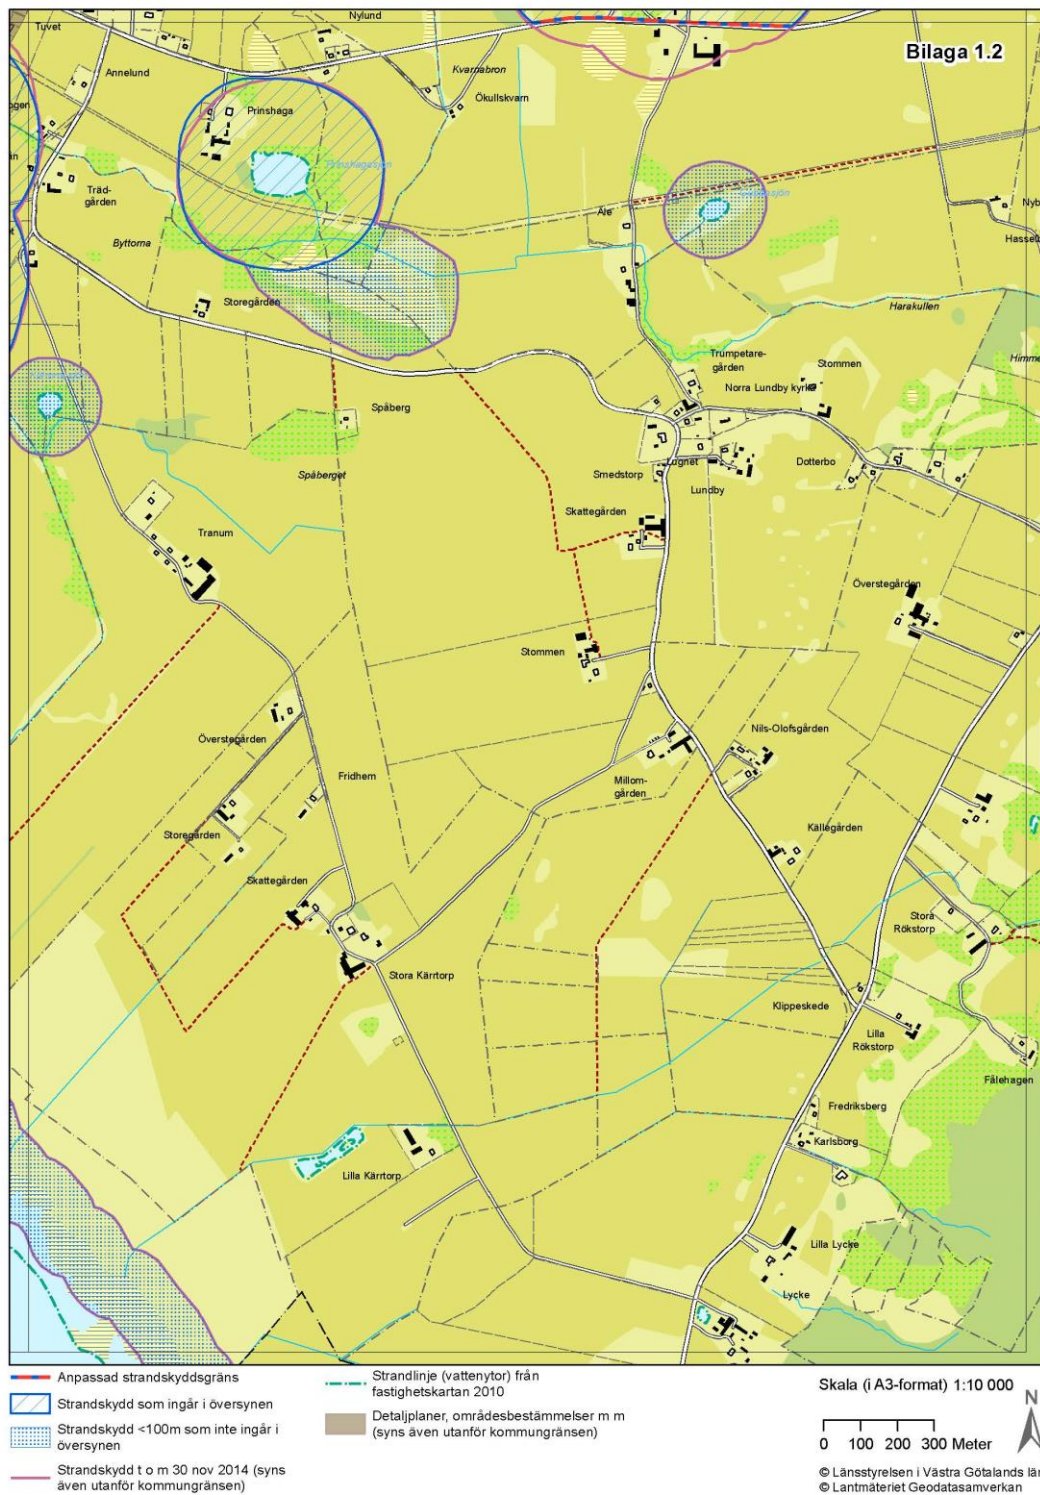 Tuvet
Nylund
Bilaga 1.2
Annelund
Kvarnabron
Prinshaga
Ökullskvarn
Prinshagasjön
Träd-
gården
Åle
Nyb
Byttorna
Hassel
Storegården
Harakullen
Trumpetare-
gården
Stommen
Himme
Norra Lundby kyrka
Spåberg
Spåberget
Smedstorp
Lugnet
Dotterbo
Lundby
Skattegården
Tranum
Överstegården
Stommen
Överstegården
Nils-Olofsgården
Fridhem
Millom-
gården
Storegården
Källegården
Skattegården
Stora
Rökstorp
Stora Kärrtorp
Klippeskede
Lilla
Rökstorp
Fålehagen
Fredriksberg
Karlsborg
Lilla Kärrtorp
Lilla Lycke
Lycke
Anpassad strandskyddsgräns
Strandskydd som ingår i översynen
Strandskydd <100m som inte ingår i
översynen
Strandskydd t o m 30 nov 2014 (syns
även utanför kommungränsen)
Strandlinje (vattenytor) från
fastighetskartan 2010
Detaljplaner, områdesbestämmelser m m
(syns även utanför kommungränsen)
Skala (i A3-format) 1:10 000
N
0 100 200 300 Meter
© Länsstyrelsen i Västra Götalands län
© Lantmäteriet Geodatasamverkan